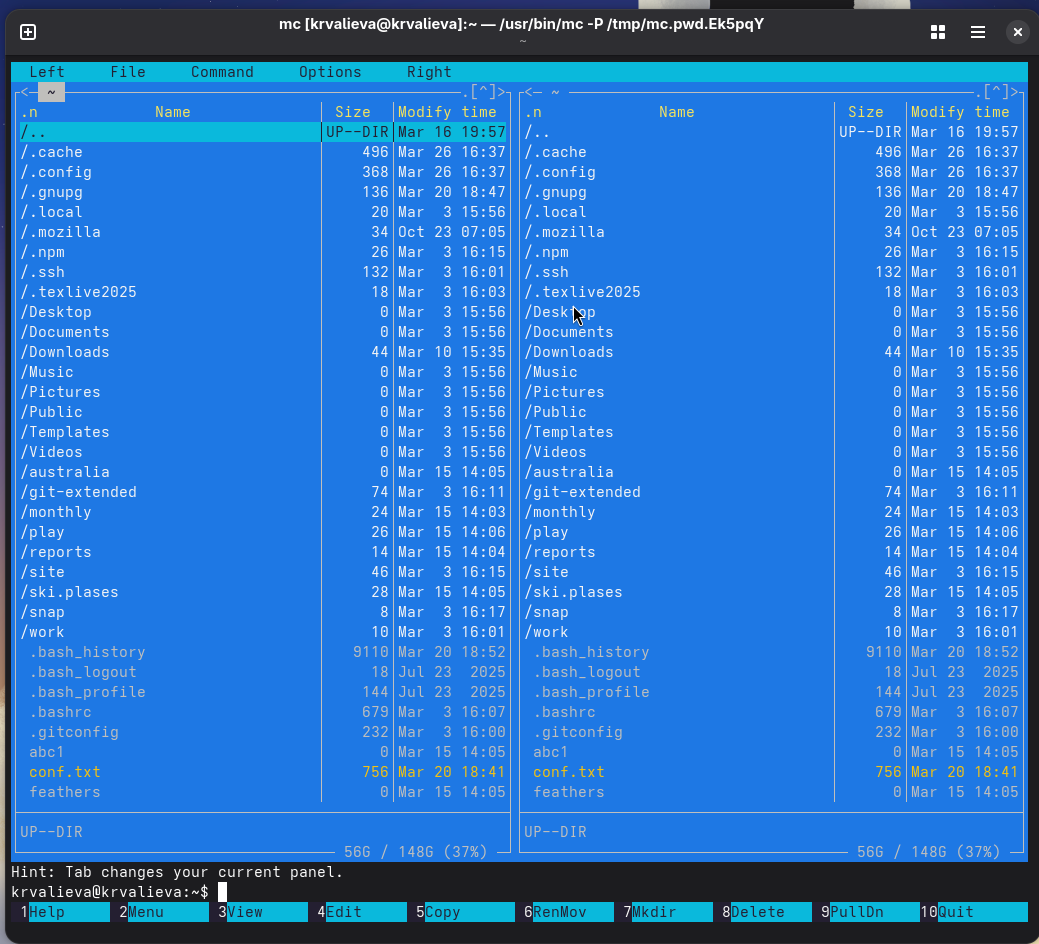 mc [krvalieva@krvalieva]:~ — /usr/bin/mc -P /tmp/mc.pwd.Ek5pqY
~
Left File Command Options Right
<— ~ .[^]> <— ~ .[^]>
.n Name Size Modify time .n Name Size Modify time
/.. UP--DIR Mar 16 19:57 /.. UP--DIR Mar 16 19:57
/.cache 496 Mar 26 16:37 /.cache 496 Mar 26 16:37
/.config 368 Mar 26 16:37 /.config 368 Mar 26 16:37
/.gnupg 136 Mar 20 18:47 /.gnupg 136 Mar 20 18:47
/.local 20 Mar 3 15:56 /.local 20 Mar 3 15:56
/.mozilla 34 Oct 23 07:05 /.mozilla 34 Oct 23 07:05
/.npm 26 Mar 3 16:15 /.npm 26 Mar 3 16:15
/.ssh 132 Mar 3 16:01 /.ssh 132 Mar 3 16:01
/.texlive2025 18 Mar 3 16:03 /.texlive2025 18 Mar 3 16:03
/Desktop 0 Mar 3 15:56 /Desktop 0 Mar 3 15:56
/Documents 0 Mar 3 15:56 /Documents 0 Mar 3 15:56
/Downloads 44 Mar 10 15:35 /Downloads 44 Mar 10 15:35
/Music 0 Mar 3 15:56 /Music 0 Mar 3 15:56
/Pictures 0 Mar 3 15:56 /Pictures 0 Mar 3 15:56
/Public 0 Mar 3 15:56 /Public 0 Mar 3 15:56
/Templates 0 Mar 3 15:56 /Templates 0 Mar 3 15:56
/Videos 0 Mar 3 15:56 /Videos 0 Mar 3 15:56
/australia 0 Mar 15 14:05 /australia 0 Mar 15 14:05
/git-extended 74 Mar 3 16:11 /git-extended 74 Mar 3 16:11
/monthly 24 Mar 15 14:03 /monthly 24 Mar 15 14:03
/play 26 Mar 15 14:06 /play 26 Mar 15 14:06
/reports 14 Mar 15 14:04 /reports 14 Mar 15 14:04
/site 46 Mar 3 16:15 /site 46 Mar 3 16:15
/ski.plases 28 Mar 15 14:05 /ski.plases 28 Mar 15 14:05
/snap 8 Mar 3 16:17 /snap 8 Mar 3 16:17
/work 10 Mar 3 16:01 /work 10 Mar 3 16:01
.bash_history 9110 Mar 20 18:52 .bash_history 9110 Mar 20 18:52
.bash_logout 18 Jul 23 2025 .bash_logout 18 Jul 23 2025
.bash_profile 144 Jul 23 2025 .bash_profile 144 Jul 23 2025
.bashrc 679 Mar 3 16:07 .bashrc 679 Mar 3 16:07
.gitconfig 232 Mar 3 16:00 .gitconfig 232 Mar 3 16:00
abc1 0 Mar 15 14:05 abc1 0 Mar 15 14:05
conf.txt 756 Mar 20 18:41 conf.txt 756 Mar 20 18:41
feathers 0 Mar 15 14:05 feathers 0 Mar 15 14:05
UP--DIR UP--DIR
56G / 148G (37%) 56G / 148G (37%)
Hint: Tab changes your current panel.
krvalieva@krvalieva:~$
1Help 2Menu 3View 4Edit 5Copy 6RenMov 7Mkdir 8Delete 9PullDn 10Quit